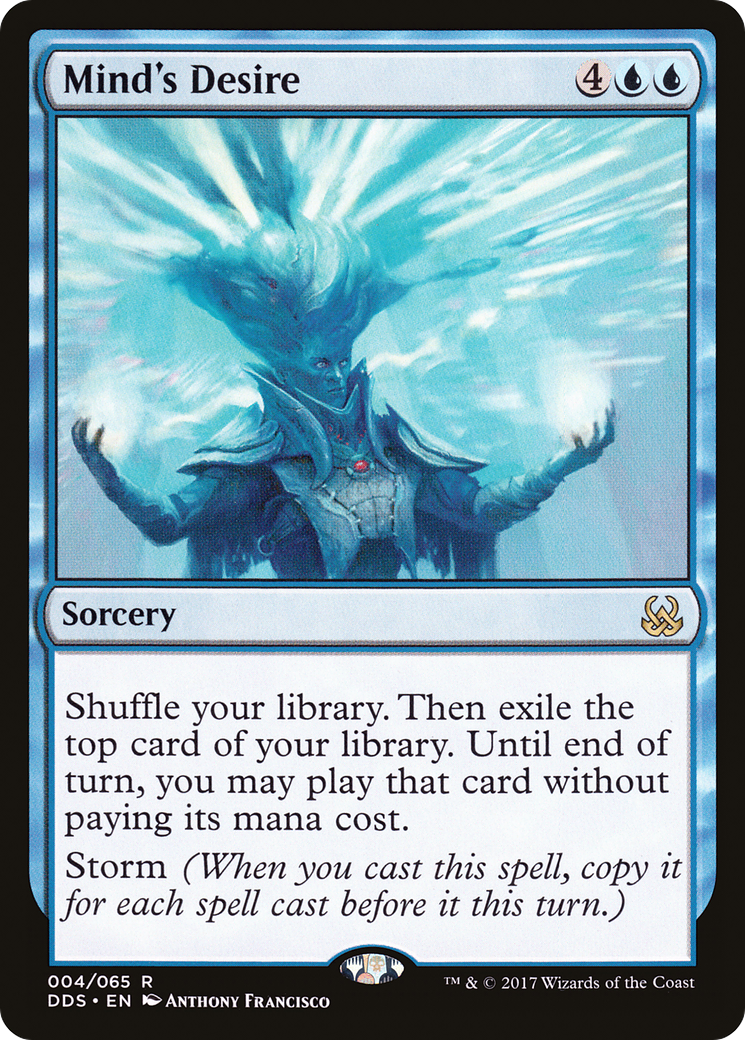 Mind's Desire 4
Sorcery
Shuffle your library. Then exile the
top card of your library. Until end of
turn, you may play that card without
paying its mana cost.
Storm (When you cast this spell, copy it
for each spell cast before it this turn.)
004/065 R
DDS • EN Anthony Francisco
™ & © 2017 Wizards of the Coast